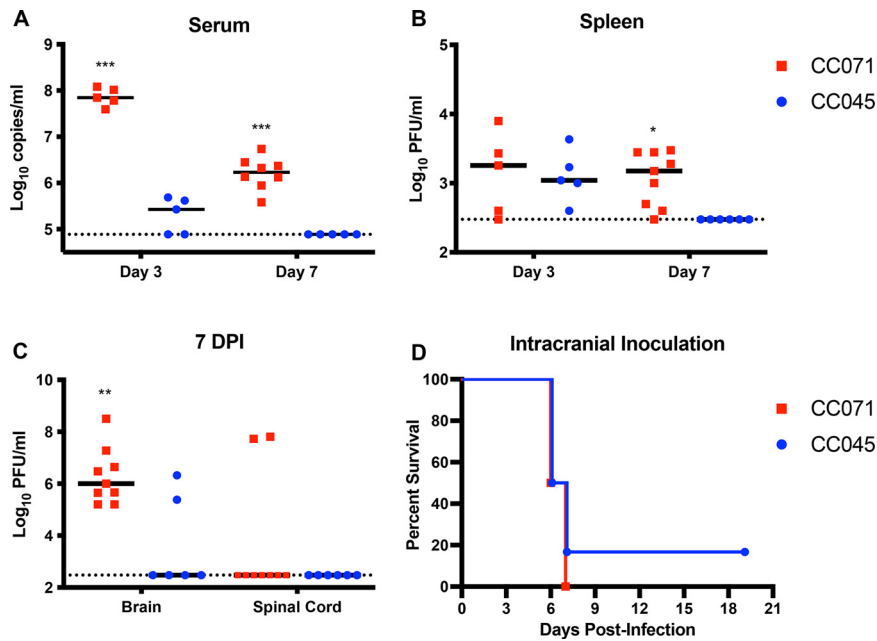 A
Serum
Log10 copies/ml
9
8
7
6
5
***
***
Day 3
Day 7
B
Spleen
Log10 PFU/ml
5
4
3
2
*
Day 3
Day 7
CC071
CC045
C
7 DPI
Log10 PFU/ml
10
8
6
4
2
**
Brain
Spinal Cord
D
Intracranial Inoculation
Percent Survival
100
80
60
40
20
0
0 3 6 9 12 15 18 21
Days Post-Infection
CC071
CC045